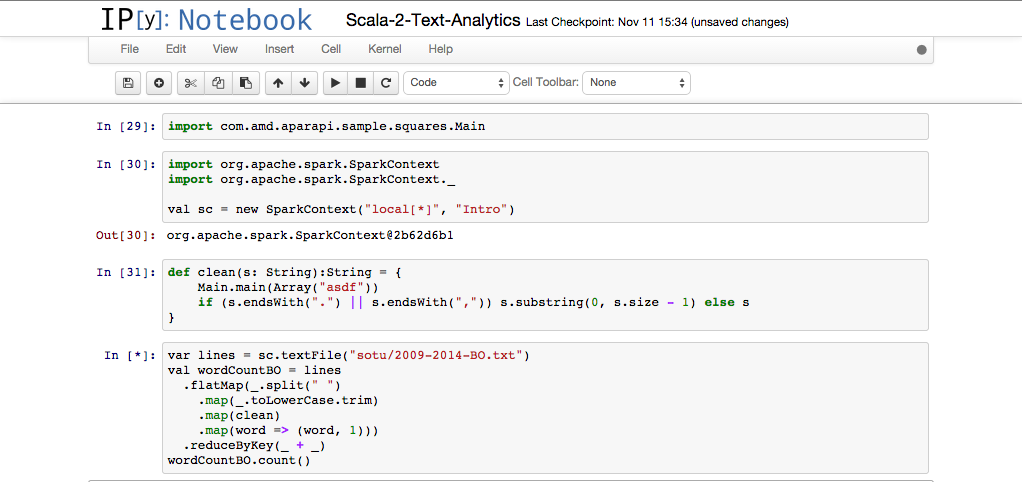 IP[y]: Notebook Scala-2-Text-Analytics Last Checkpoint: Nov 11 15:34 (unsaved changes)
File Edit View Insert Cell Kernel Help
Code Cell Toolbar: None
In [29]: import com.amd.aparapi.sample.squares.Main
In [30]: import org.apache.spark.SparkContext
import org.apache.spark.SparkContext._
val sc = new SparkContext("local[*]", "Intro")
Out[30]: org.apache.spark.SparkContext@2b62d6b1
In [31]: def clean(s: String):String = {
Main.main(Array("asdf"))
if (s.endsWith(".") || s.endsWith(",")) s.substring(0, s.size - 1) else s
}
In [*]: var lines = sc.textFile("sotu/2009-2014-BO.txt")
val wordCountBO = lines
.flatMap(_.split(" ")
.map(_.toLowerCase.trim)
.map(clean)
.map(word => (word, 1)))
.reduceByKey(_ + _)
wordCountBO.count()